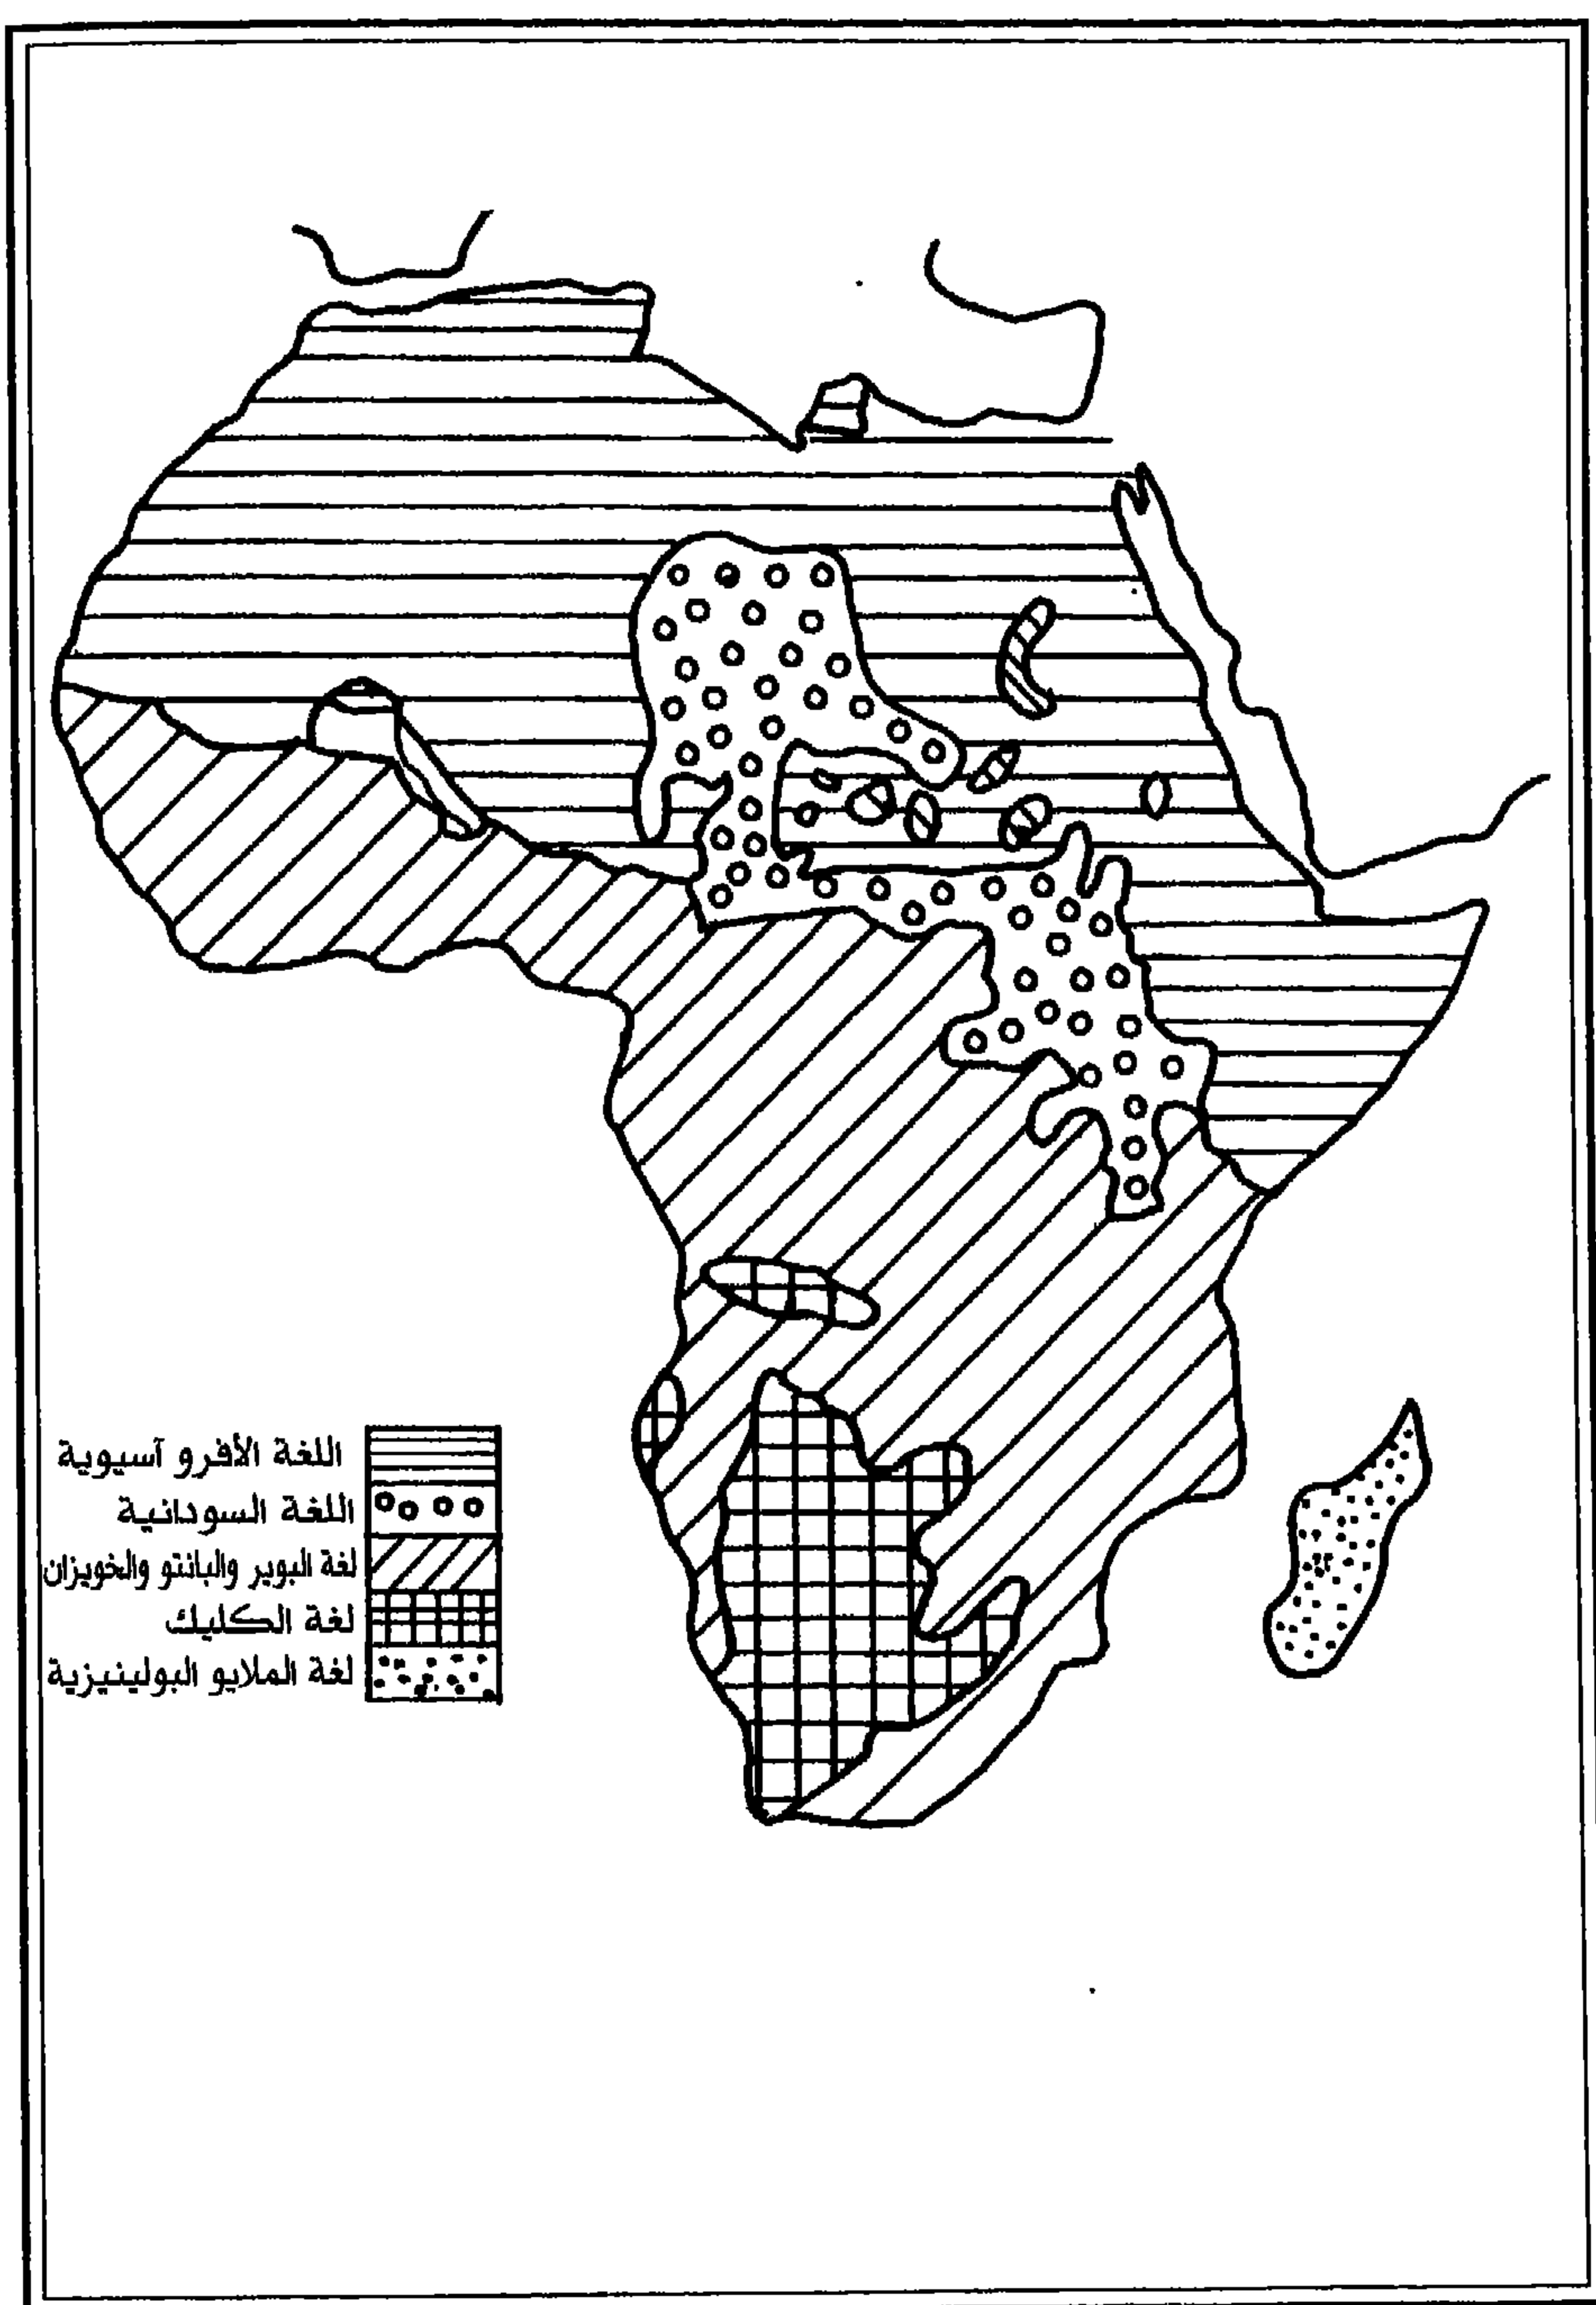 اللغة الأفرو آسيوية
اللغة السودانية
لغة البوير والبانتو والخويزان
لغة الكليك
لغة الملايو البولينيزية